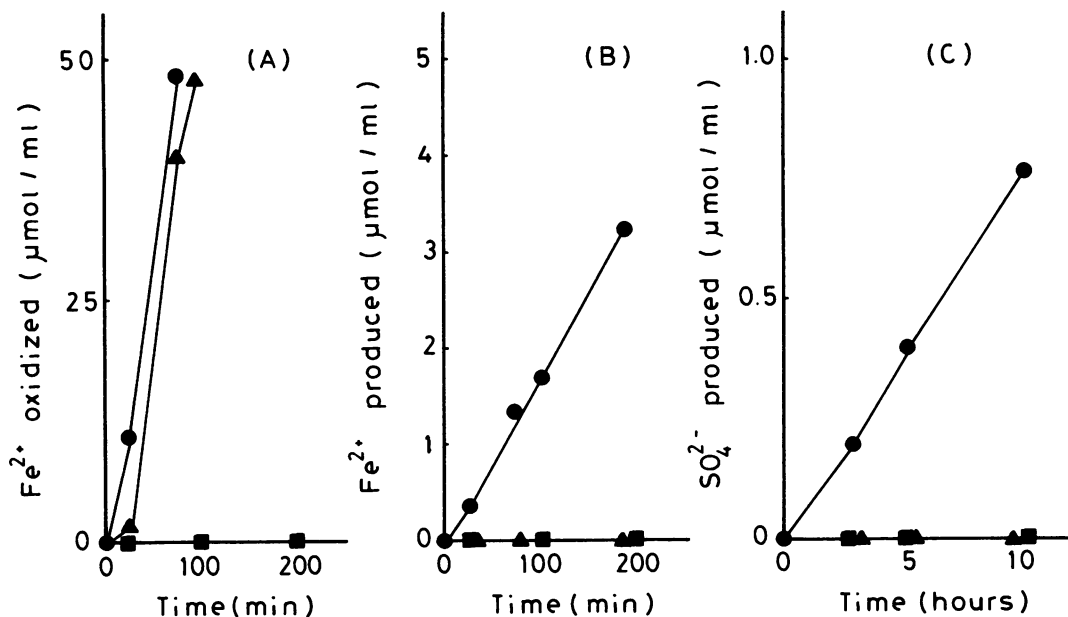 (A)
Fe2+ oxidized (μmol/ml)
50
25
0
0 100 200
Time (min)
(B)
Fe2+ produced (μmol/ml)
5
4
3
2
1
0
0 100 200
Time (min)
(C)
SO4 2- produced (μmol/ml)
1.0
0.5
0
0 5 10
Time (hours)